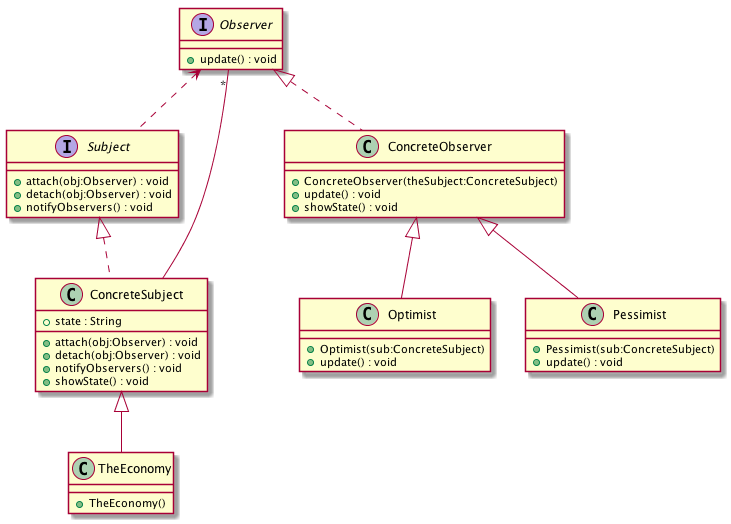 I Observer
update() : void
*
I Subject
attach(obj:Observer) : void
detach(obj:Observer) : void
notifyObservers() : void
C ConcreteObserver
ConcreteObserver(theSubject:ConcreteSubject)
update() : void
showState() : void
C ConcreteSubject
state : String
attach(obj:Observer) : void
detach(obj:Observer) : void
notifyObservers() : void
showState() : void
C Optimist
Optimist(sub:ConcreteSubject)
update() : void
C Pessimist
Pessimist(sub:ConcreteSubject)
update() : void
C TheEconomy
TheEconomy()